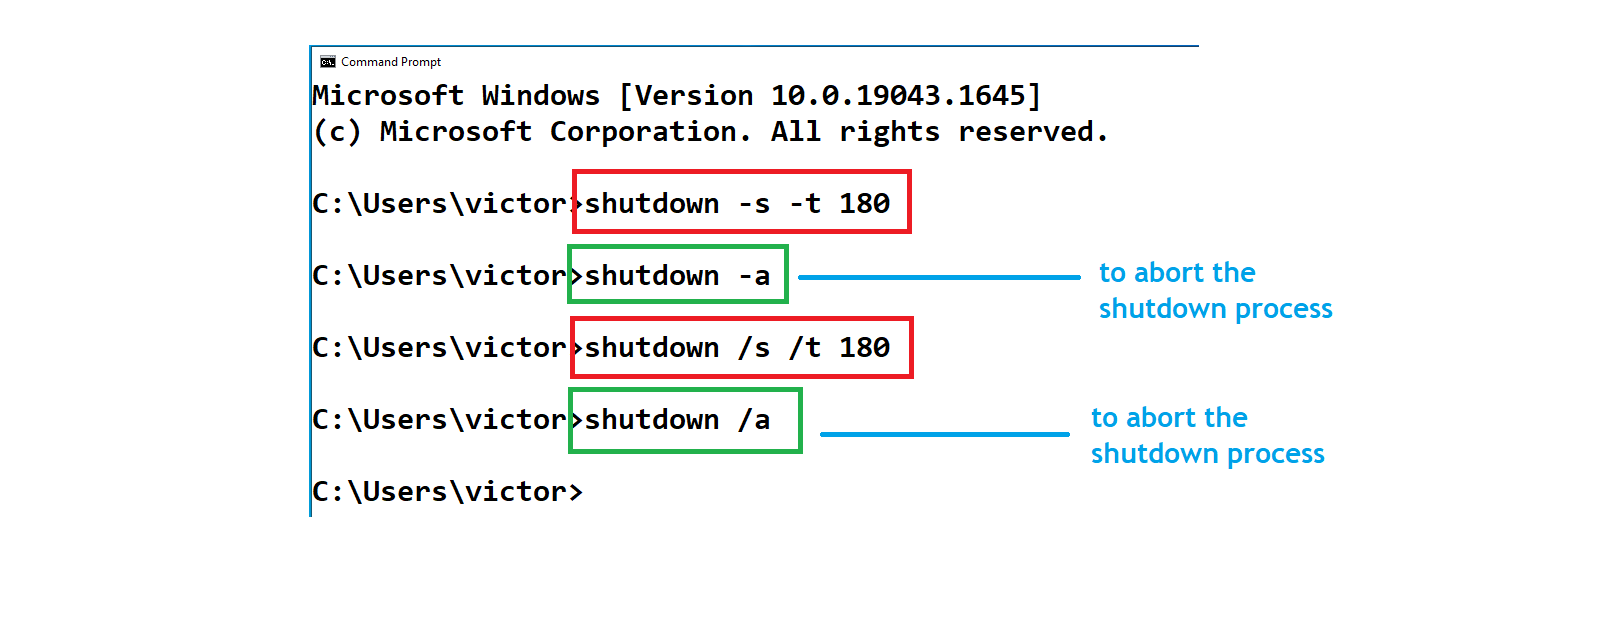 Command Prompt
Microsoft Windows [Version 10.0.19043.1645]
(c) Microsoft Corporation. All rights reserved.
C:\Users\victor>shutdown -s -t 180
C:\Users\victor>shutdown -a
to abort the
shutdown process
C:\Users\victor>shutdown /s /t 180
C:\Users\victor>shutdown /a
to abort the
shutdown process
C:\Users\victor>